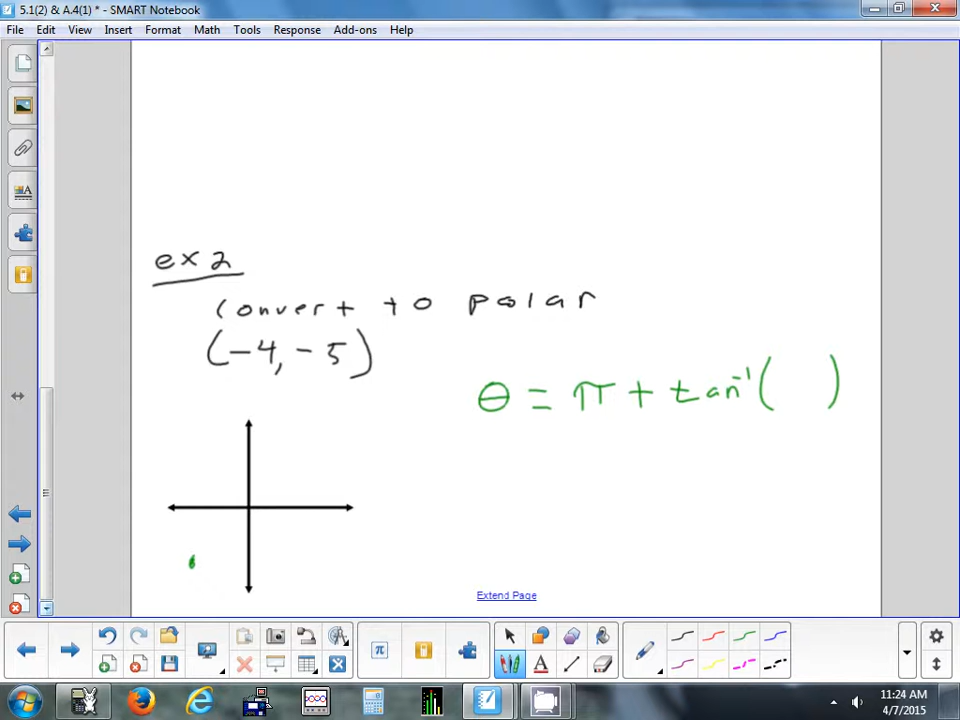 5.1(2) & A.4(1) * - SMART Notebook
File Edit View Insert Format Math Tools Response Add-ons Help
ex 2
convert to polar
(-4, -5)
θ = π + tan⁻¹( )
Extend Page
π
A
11:24 AM
4/7/2015